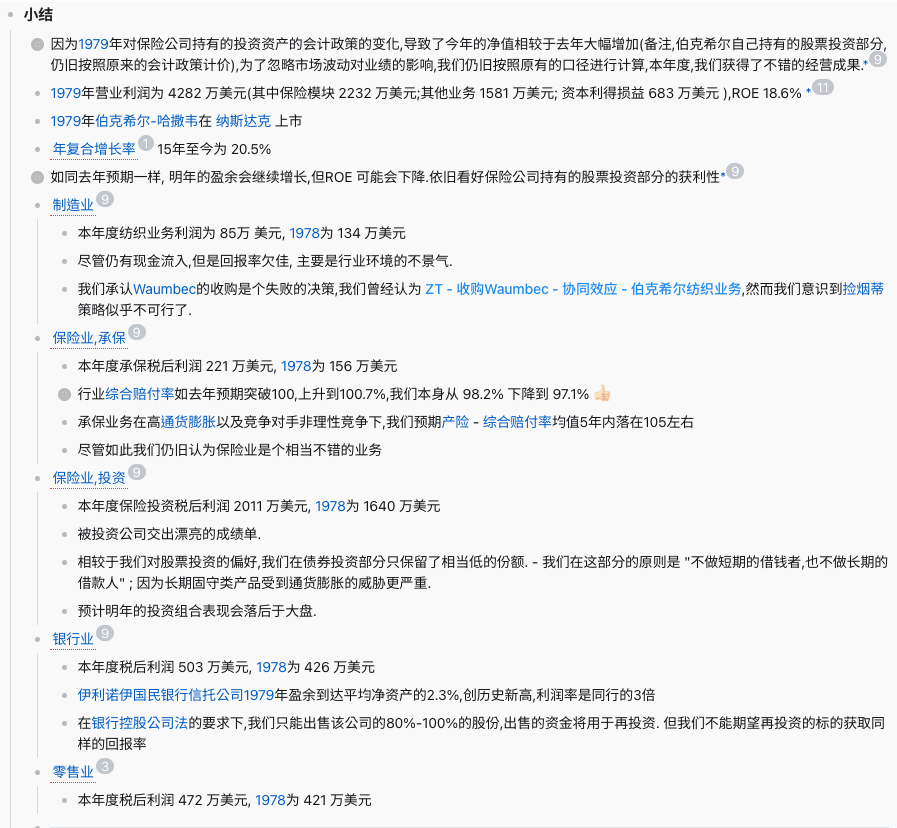 小结
因为1979年对保险公司持有的投资资产的会计政策的变化,导致了今年的净值相较于去年大幅增加(备注,伯克希尔自己持有的股票投资部分,
仍旧按照原来的会计政策计价),为了忽略市场波动对业绩的影响,我们仍旧按照原有的口径进行计算,本年度,我们获得了不错的经营成果.* 9
1979年营业利润为 4282 万美元(其中保险模块 2232 万美元;其他业务 1581 万美元; 资本利得损益 683 万美元 ),ROE 18.6% * 11
1979年伯克希尔-哈撒韦在 纳斯达克 上市
年复合增长率 1 15年至今为 20.5%
如同去年预期一样, 明年的盈余会继续增长,但ROE 可能会下降.依旧看好保险公司持有的股票投资部分的获利性* 9
制造业 9
本年度纺织业务利润为 85万 美元, 1978为 134 万美元
尽管仍有现金流入,但是回报率欠佳, 主要是行业环境的不景气.
我们承认Waumbec的收购是个失败的决策,我们曾经认为 ZT - 收购Waumbec - 协同效应 - 伯克希尔纺织业务,然而我们意识到捡烟蒂
策略似乎不可行了.
保险业,承保 9
本年度承保税后利润 221 万美元, 1978为 156 万美元
行业综合赔付率如去年预期突破100,上升到100.7%,我们本身从 98.2% 下降到 97.1% 👍🏻
承保业务在高通货膨胀以及竞争对手非理性竞争下,我们预期产险 - 综合赔付率均值5年内落在105左右
尽管如此我们仍旧认为保险业是个相当不错的业务
保险业,投资 9
本年度保险投资税后利润 2011 万美元, 1978为 1640 万美元
被投资公司交出漂亮的成绩单.
相较于我们对股票投资的偏好,我们在债券投资部分只保留了相当低的份额. - 我们在这部分的原则是 "不做短期的借钱者,也不做长期的
借款人" ; 因为长期固守类产品受到通货膨胀的威胁更严重.
预计明年的投资组合表现会落后于大盘.
银行业 9
本年度税后利润 503 万美元, 1978为 426 万美元
伊利诺伊国民银行信托公司1979年盈余到达平均净资产的2.3%,创历史新高,利润率是同行的3倍
在银行控股公司法的要求下,我们只能出售该公司的80%-100%的股份,出售的资金将用于再投资. 但我们不能期望再投资的标的获取同
样的回报率
零售业 3
本年度税后利润 472 万美元, 1978为 421 万美元